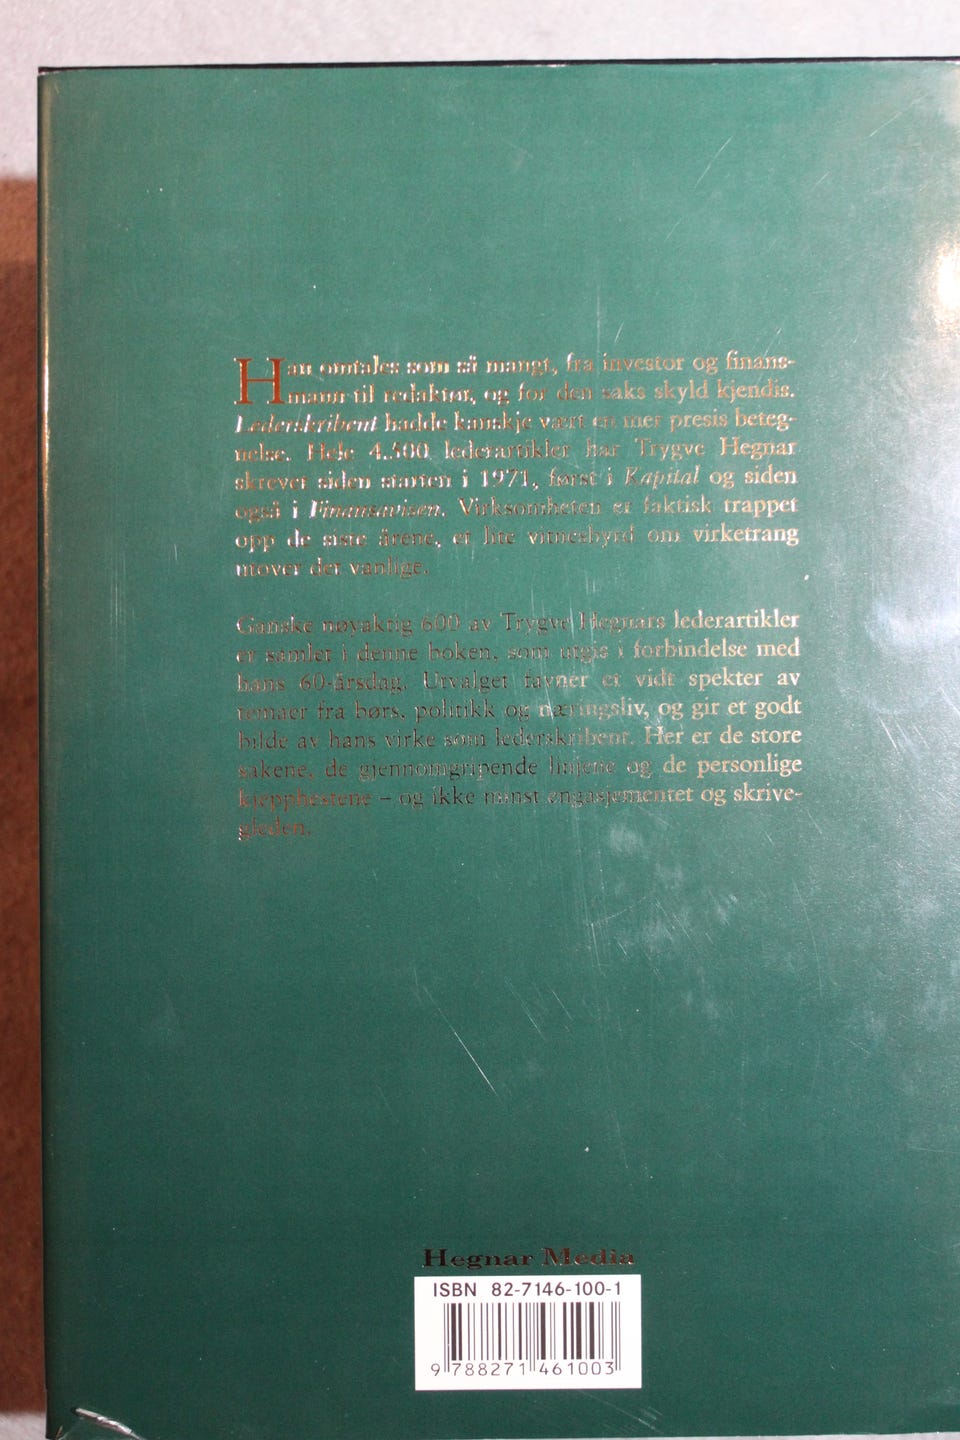 Han omtales som så mangt, fra investor og finans-
mann til redaktør, og for den saks skyld kjendis.
Lederskribent hadde kanskje vært en mer presis beteg-
nelse. Hele 4.500 lederartikler har Trygve Hegnar
skrevet siden starten i 1971, først i Kapital og siden
også i Finansavisen. Virksomheten er faktisk trappet
opp de siste årene, et lite vitnesbyrd om virketrang
utover det vanlige.
Ganske nøyaktig 600 av Trygve Hegnars lederartikler
er samlet i denne boken, som utgis i forbindelse med
hans 60-årsdag. Utvalget favner et vidt spekter av
temaer fra børs, politikk og næringsliv, og gir et godt
bilde av hans virke som lederskribent. Her er de store
sakene, de gjennomgripende linjene og de personlige
kjepphestene – og ikke minst engasjementet og skrive-
gleden.
Hegnar Media
ISBN 82-7146-100-1
9 788271 461003